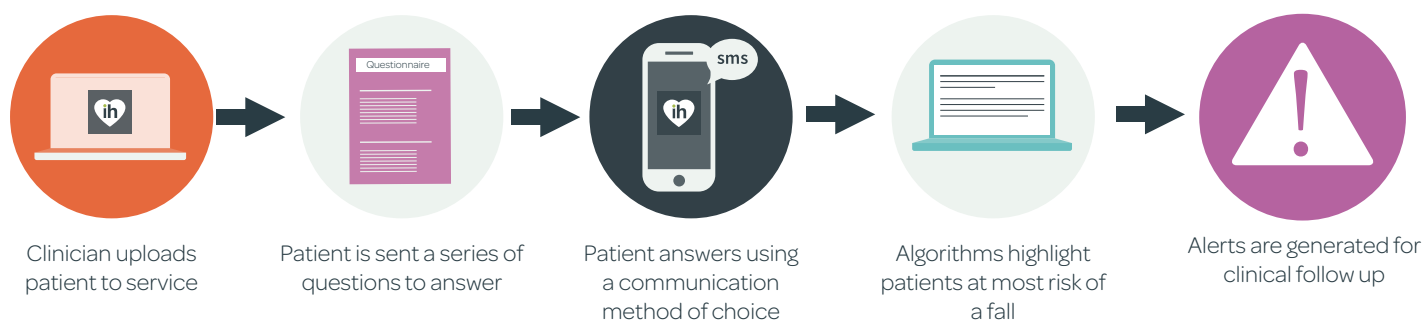 ih
Questionnaire
sms
ih
Clinician uploads
patient to service
Patient is sent a series of
questions to answer
Patient answers using
a communication
method of choice
Algorithms highlight
patients at most risk of
a fall
Alerts are generated for
clinical follow up